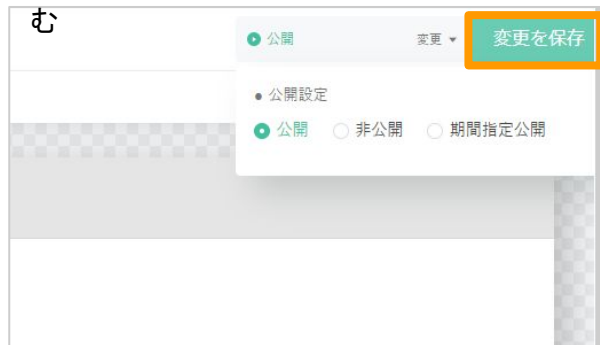 む
公開 変更 変更を保存
公開設定
公開 非公開 期間指定公開